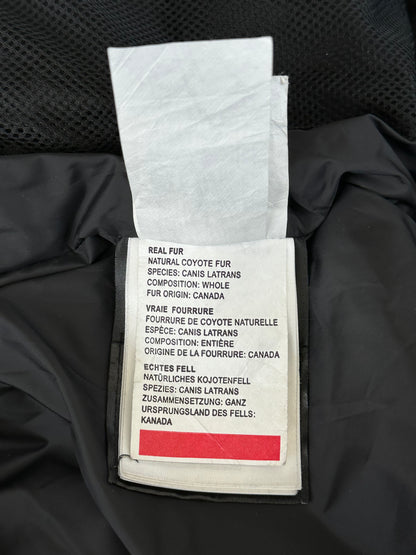 REAL FUR
NATURAL COYOTE FUR
SPECIES: CANIS LATRANS
COMPOSITION: WHOLE
FUR ORIGIN: CANADA
VRAIE FOURRURE
FOURRURE DE COYOTE NATURELLE
ESPÈCE: CANIS LATRANS
COMPOSITION: ENTIÈRE
ORIGINE DE LA FOURRURE: CANADA
ECHTES FELL
NATÜRLICHES KOJOTENFELL
SPEZIES: CANIS LATRANS
ZUSAMMENSETZUNG: GANZ
URSPRUNGSLAND DES FELLS:
KANADA